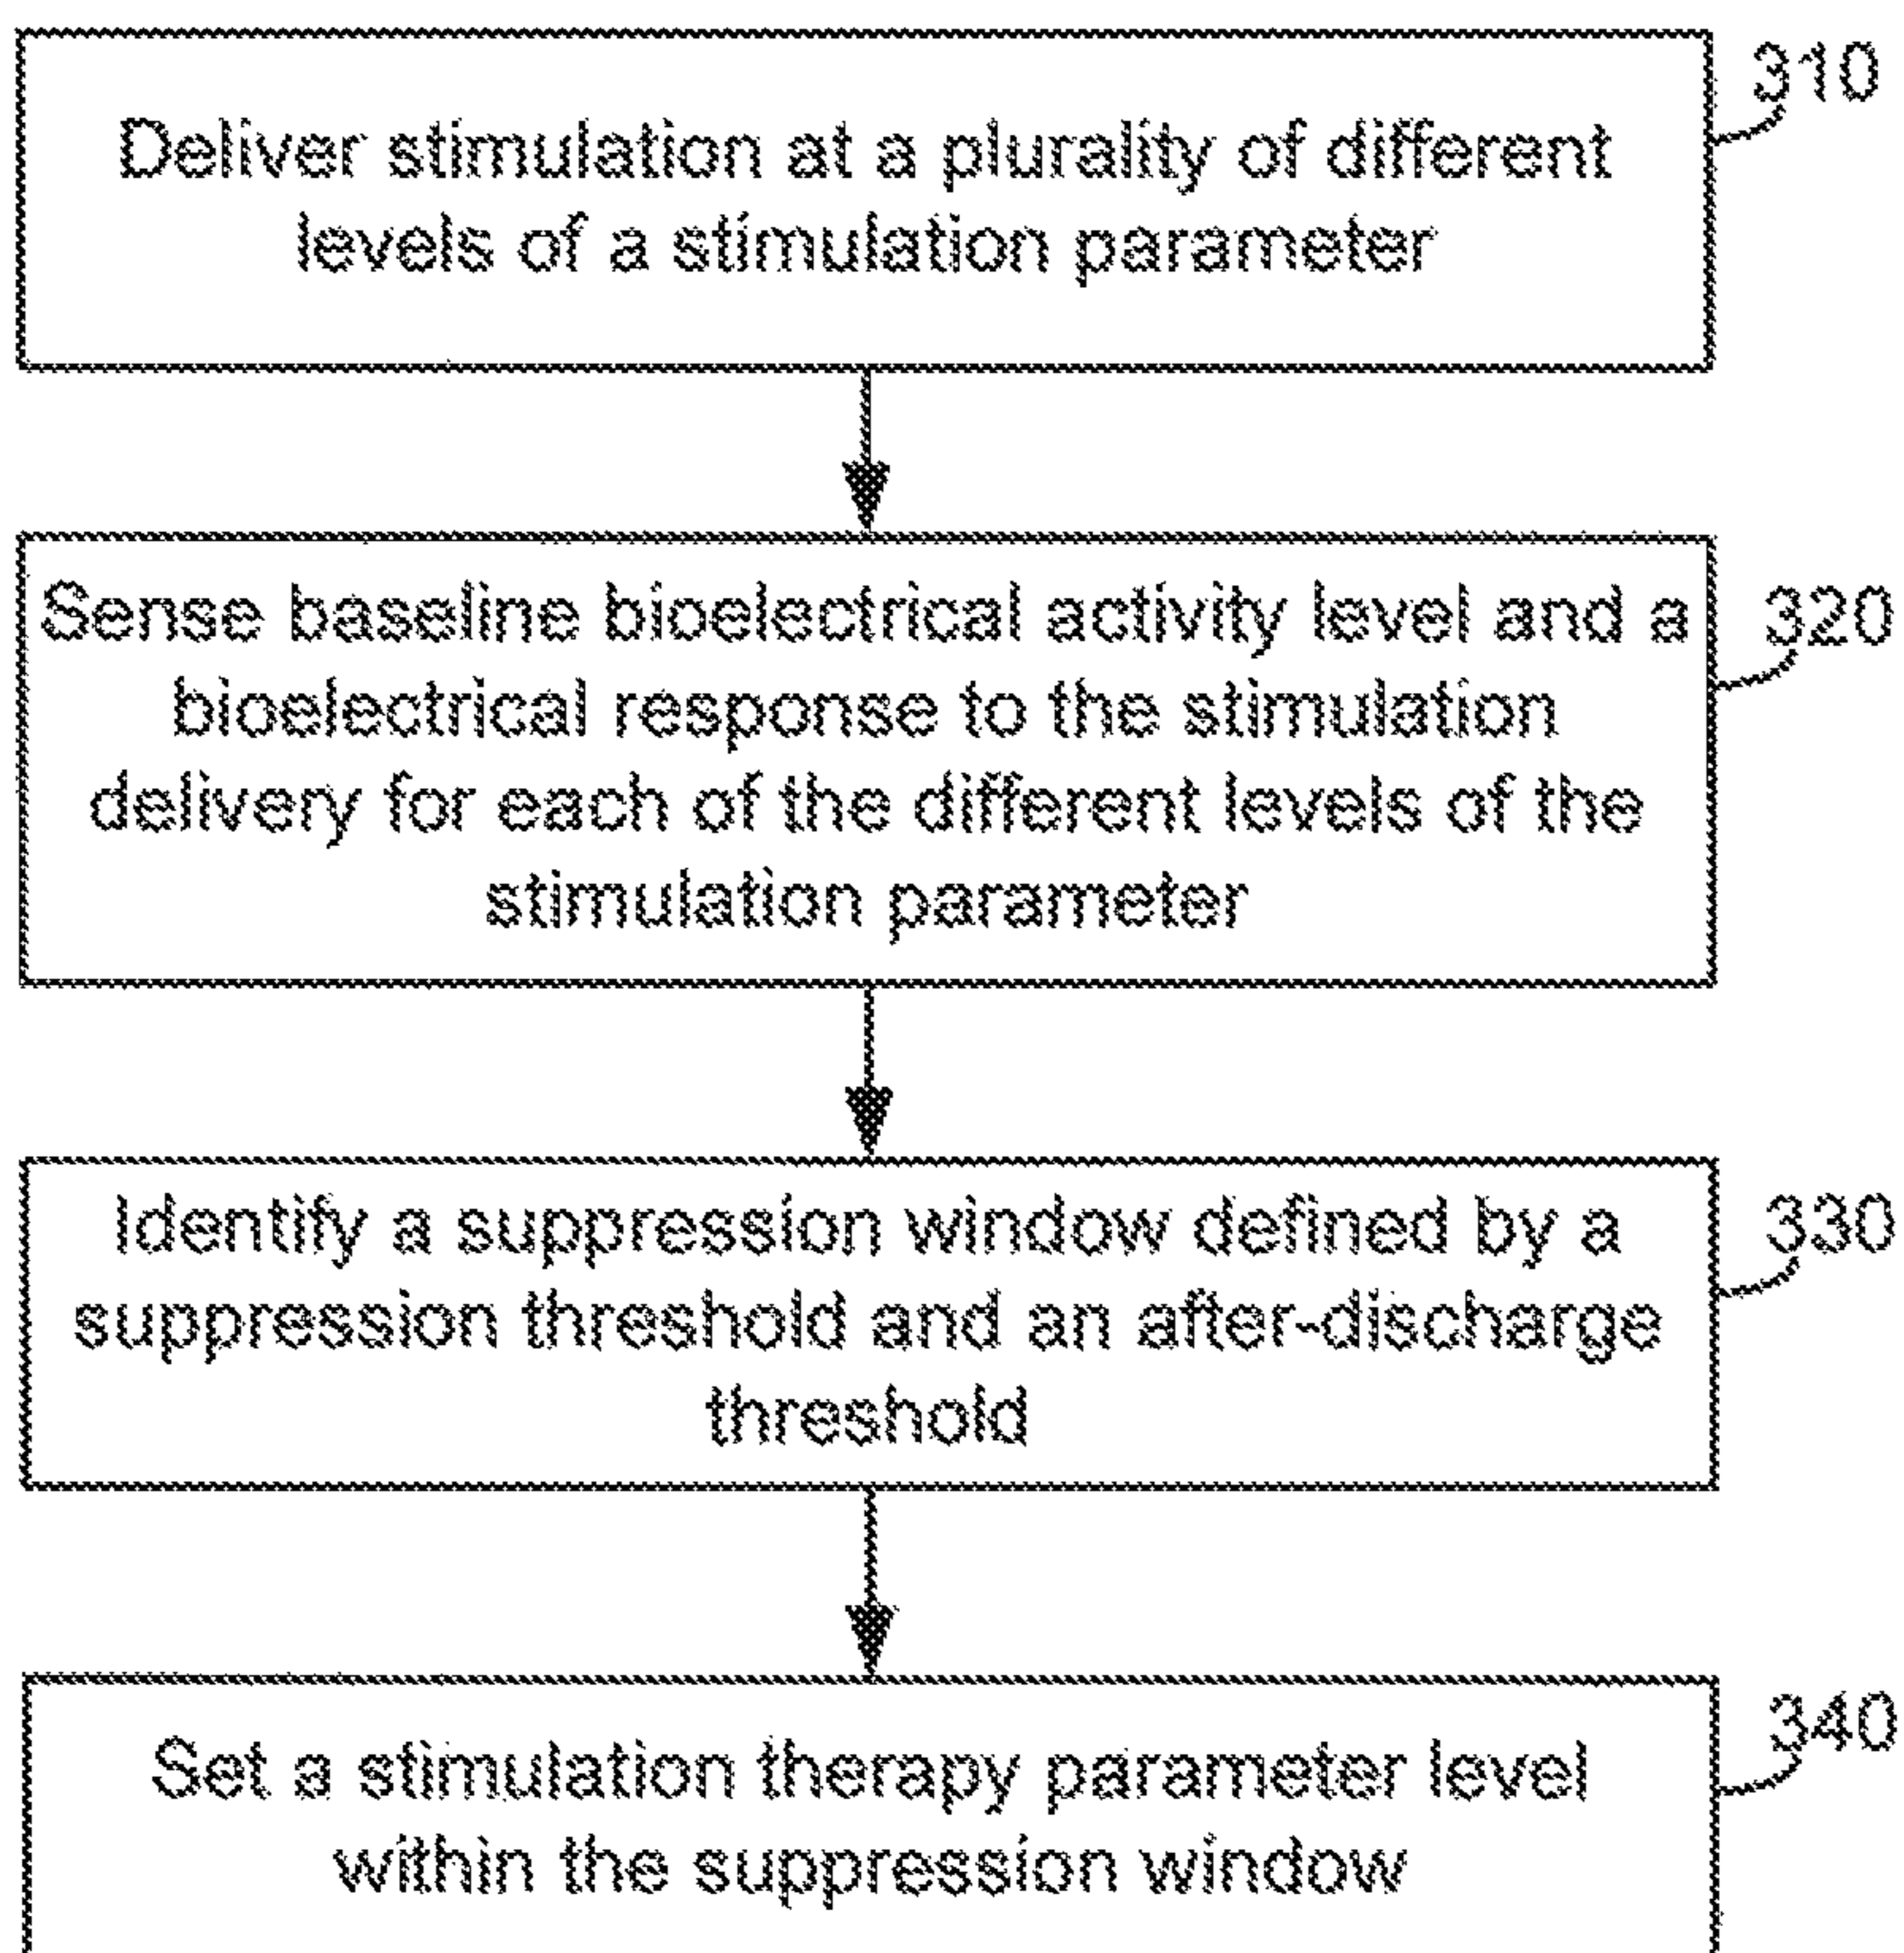 310
Deliver stimulation at a plurality of different
levels of a stimulation parameter
320
Sense baseline bioelectrical activity level and a
bioelectrical response to the stimulation
delivery for each of the different levels of the
stimulation parameter
330
Identify a suppression window defined by a
suppression threshold and an after-discharge
threshold
340
Set a stimulation therapy parameter level
within the suppression window